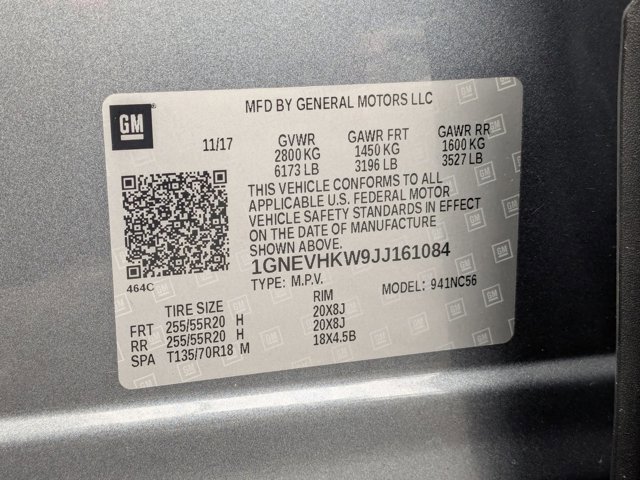 MFD BY GENERAL MOTORS LLC
GM
11/17 GVWR GAWR FRT GAWR RR
2800 KG 1450 KG 1600 KG
6173 LB 3196 LB 3527 LB
THIS VEHICLE CONFORMS TO ALL
APPLICABLE U.S. FEDERAL MOTOR
VEHICLE SAFETY STANDARDS IN EFFECT
ON THE DATE OF MANUFACTURE
SHOWN ABOVE.
1GNEVHKW9JJ161084
464C
TYPE: M.P.V. MODEL: 941NC56
TIRE SIZE RIM
FRT 255/55R20 H 20X8J
RR 255/55R20 H 20X8J
SPA T135/70R18 M 18X4.5B